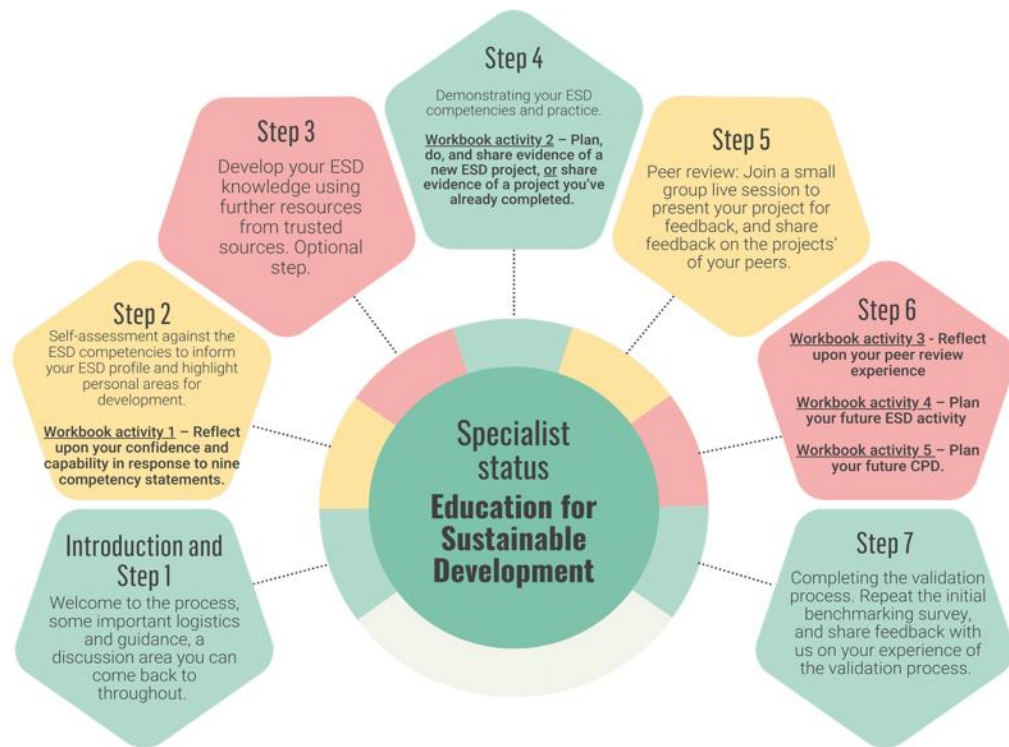 Introduction and
Step 1
Welcome to the process,
some important logistics
and guidance, a
discussion area you can
come back to
throughout.
Step 2
Self-assessment against the
ESD competencies to inform
your ESD profile and highlight
personal areas for
development.
Workbook activity 1 – Reflect
upon your confidence and
capability in response to nine
competency statements.
Step 3
Develop your ESD
knowledge using
further resources
from trusted
sources. Optional
step.
Step 4
Demonstrating your ESD
competencies and practice.
Workbook activity 2 – Plan,
do, and share evidence of a
new ESD project, or share
evidence of a project you've
already completed.
Step 5
Peer review: Join a small
group live session to
present your project for
feedback, and share
feedback on the projects'
of your peers.
Step 6
Workbook activity 3 - Reflect
upon your peer review
experience
Workbook activity 4 – Plan
your future ESD activity
Workbook activity 5 – Plan
your future CPD.
Step 7
Completing the validation
process. Repeat the initial
benchmarking survey,
and share feedback with
us on your experience
of the validation process.
Specialist
status
Education for
Sustainable
Development